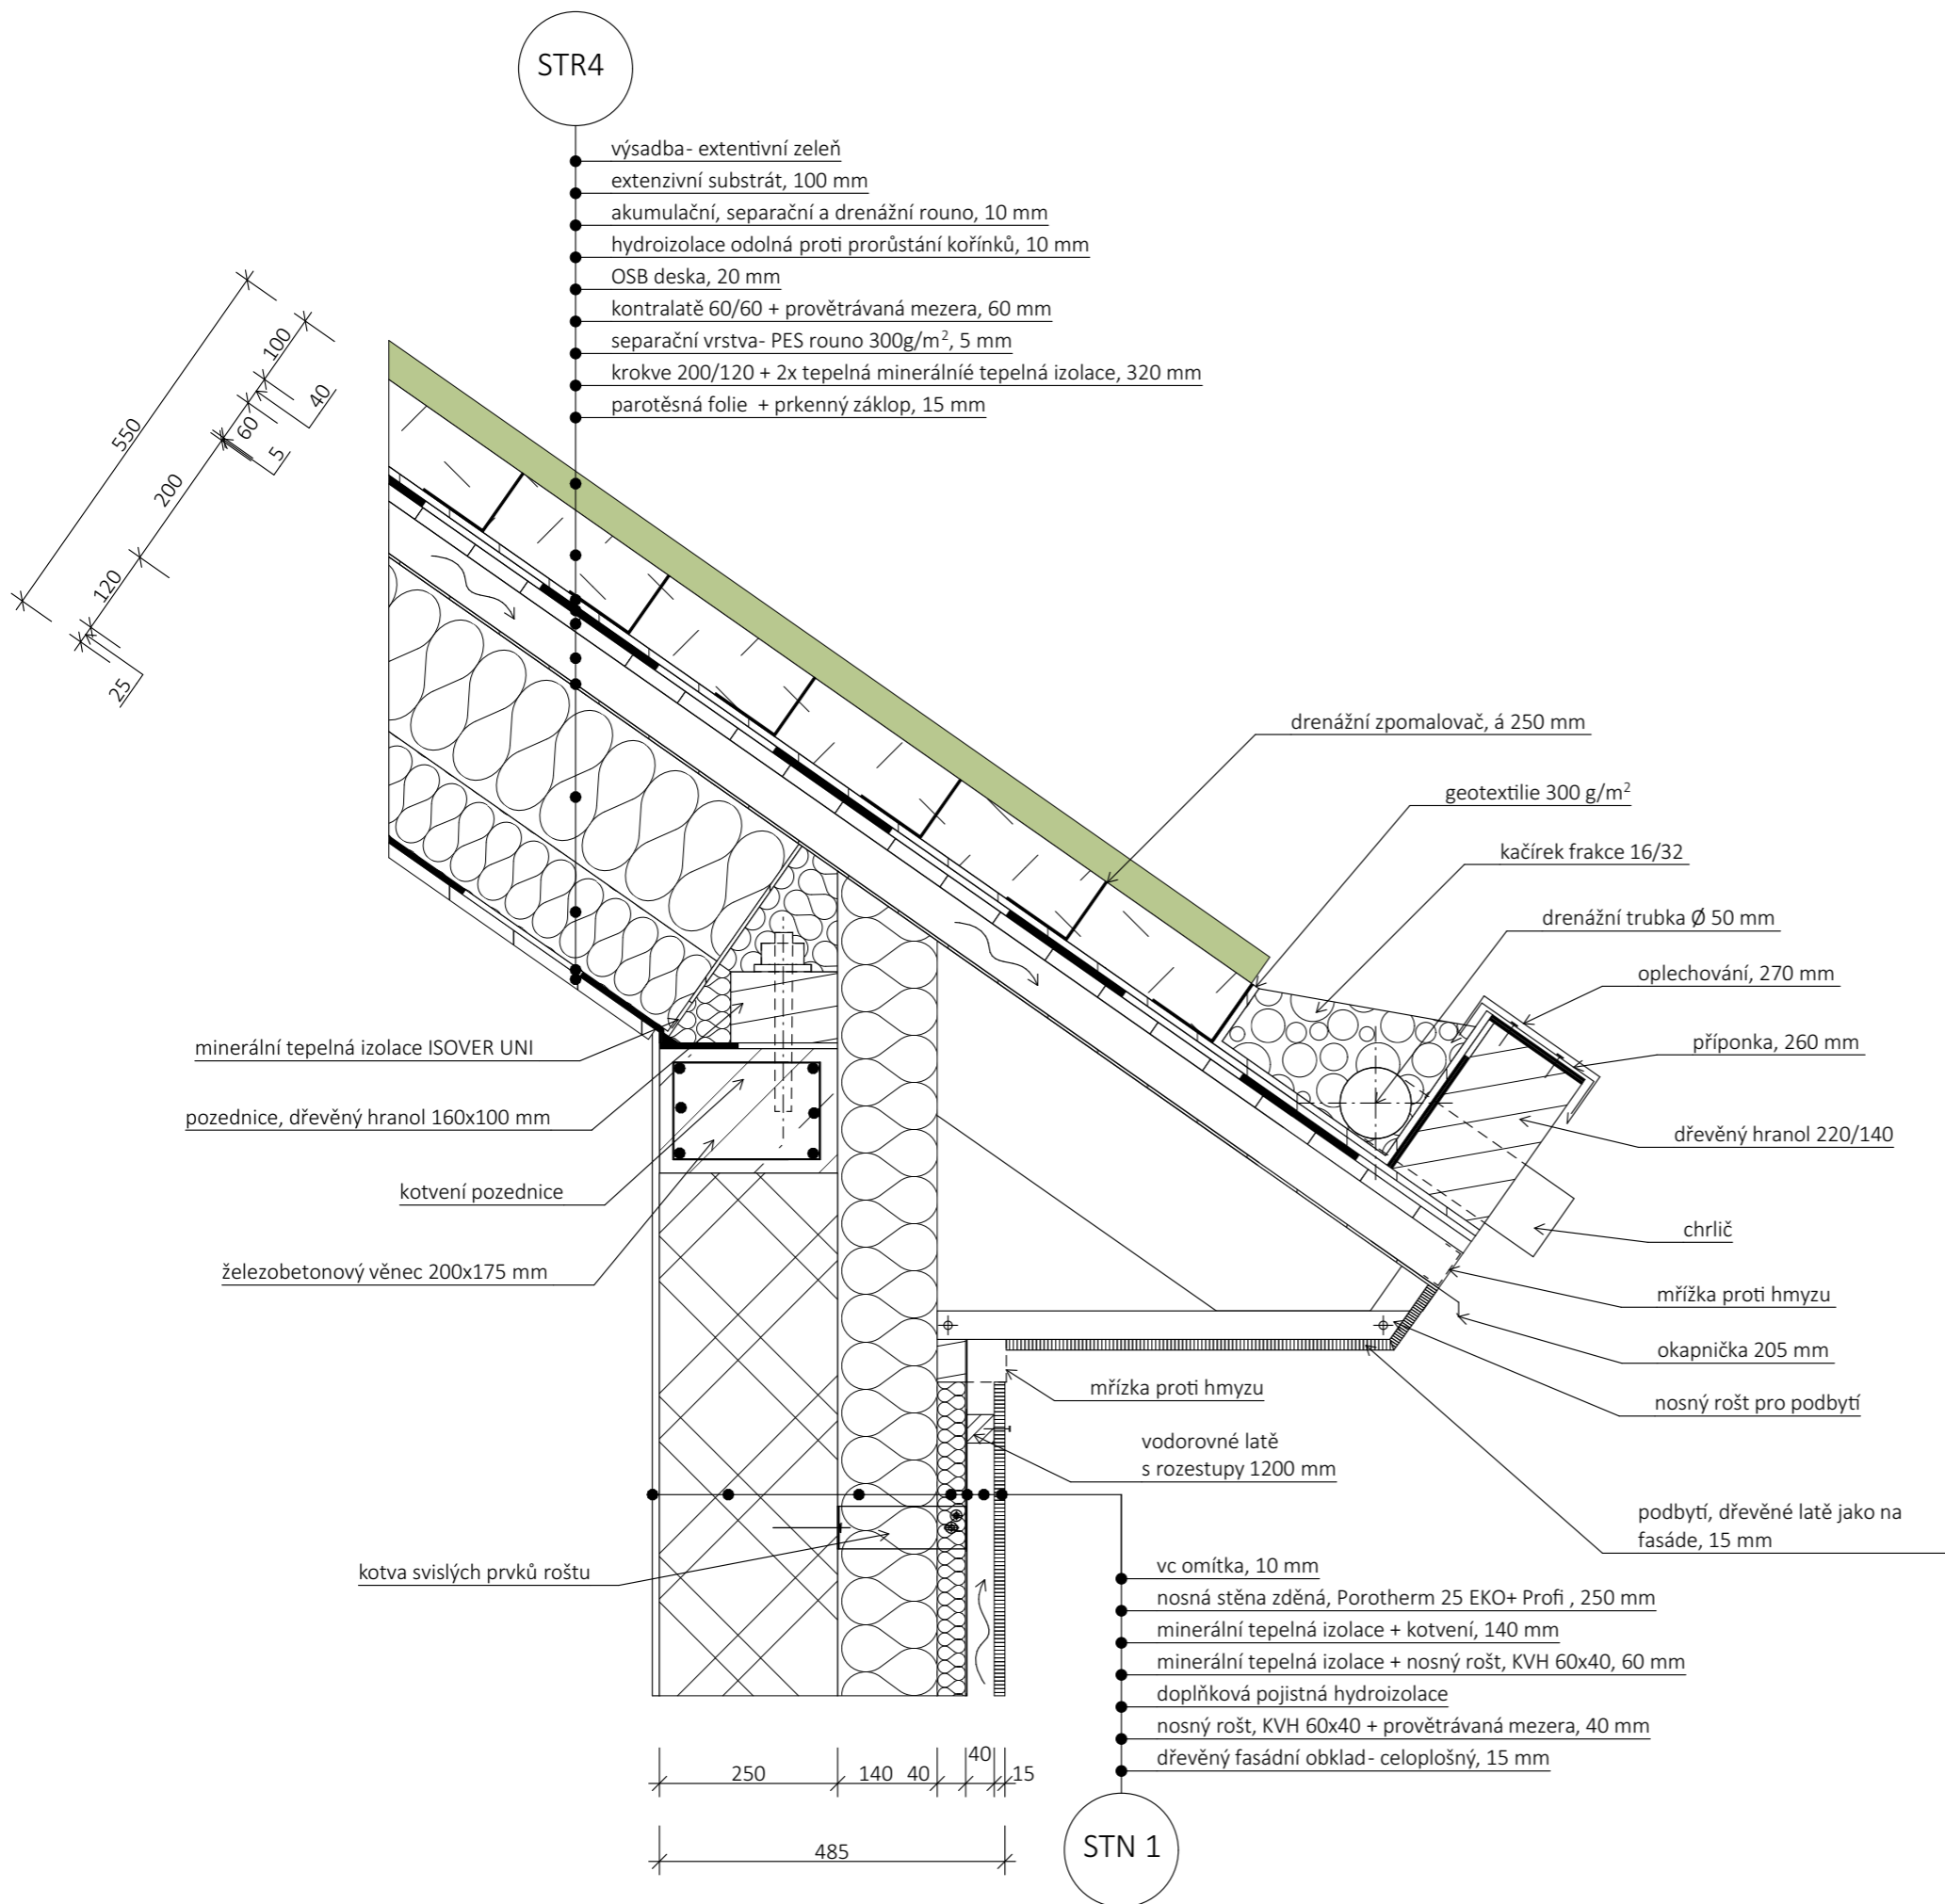 STR4
výsadba- extentivní zeleň
extenzivní substrát, 100 mm
akumulační, separační a drenážní rouno, 10 mm
hydroizolace odolná proti prorůstání kořínků, 10 mm
OSB deska, 20 mm
kontralatě 60/60 + provětrávaná mezera, 60 mm
separační vrstva- PES rouno 300g/m², 5 mm
krokve 200/120 + 2x tepelná minerálníé tepelná izolace, 320 mm
parotěsná folie + prkenný záklop, 15 mm
550
100
40
60
5
200
120
25
drenážní zpomalovač, á 250 mm
geotextilie 300 g/m²
kačírek frakce 16/32
drenážní trubka Ø 50 mm
oplechování, 270 mm
příponka, 260 mm
dřevěný hranol 220/140
chrlič
mřížka proti hmyzu
okapnička 205 mm
nosný rošt pro podbytí
podbytí, dřevěné latě jako na
fasáde, 15 mm
minerální tepelná izolace ISOVER UNI
pozednice, dřevěný hranol 160x100 mm
kotvení pozednice
železobetonový věnec 200x175 mm
mřízka proti hmyzu
vodorovné latě
s rozestupy 1200 mm
kotva svislých prvků roštu
vc omítka, 10 mm
nosná stěna zděná, Porotherm 25 EKO+ Profi , 250 mm
minerální tepelná izolace + kotvení, 140 mm
minerální tepelná izolace + nosný rošt, KVH 60x40, 60 mm
doplňková pojistná hydroizolace
nosný rošt, KVH 60x40 + provětrávaná mezera, 40 mm
dřevěný fasádní obklad- celoplošný, 15 mm
STN 1
250
140
40
40
15
485